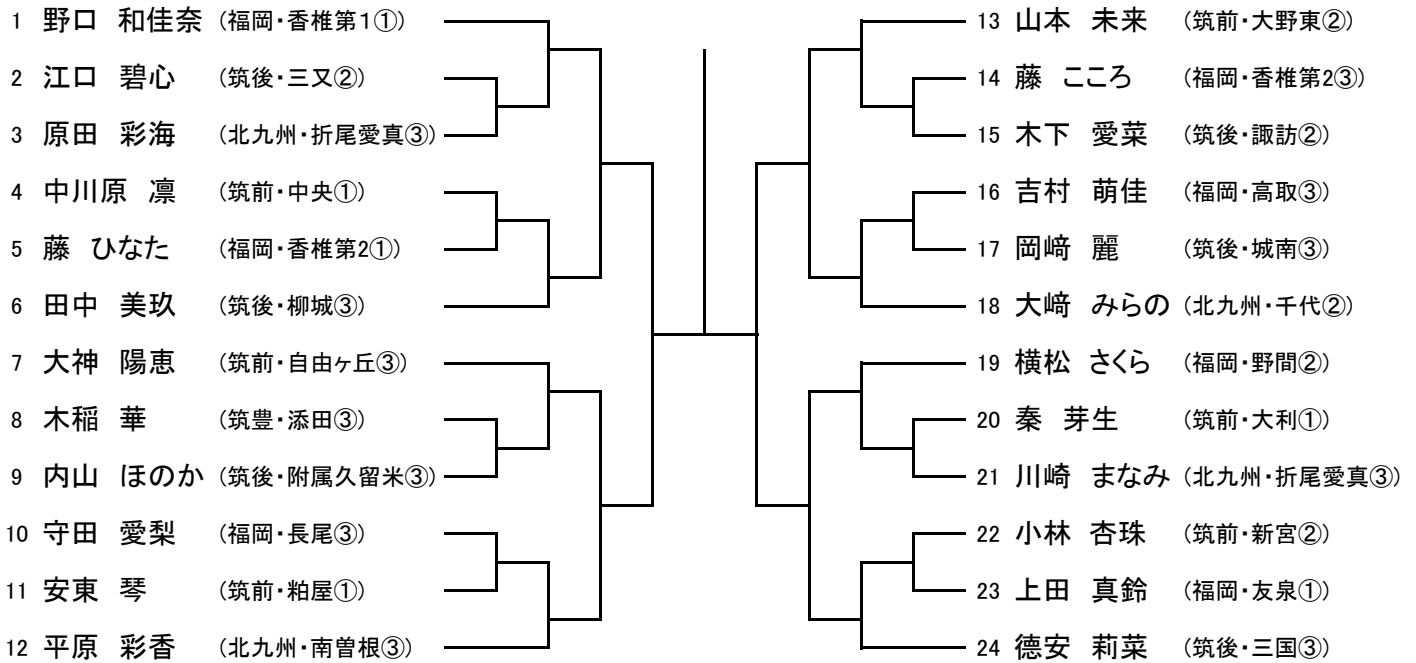 1 野口 和佳奈 (福岡・香椎第1①)
2 江口 碧心 (筑後・三又②)
3 原田 彩海 (北九州・折尾愛真③)
4 中川原 凛 (筑前・中央①)
5 藤 ひなた (福岡・香椎第2①)
6 田中 美玖 (筑後・柳城③)
7 大神 陽恵 (筑前・自由ヶ丘③)
8 木稲 華 (筑豊・添田③)
9 内山 ほのか (筑後・附属久留米③)
10 守田 愛梨 (福岡・長尾③)
11 安東 琴 (筑前・粕屋①)
12 平原 彩香 (北九州・南曽根③)
13 山本 未来 (筑前・大野東②)
14 藤 こころ (福岡・香椎第2③)
15 木下 愛菜 (筑後・諏訪②)
16 吉村 萌佳 (福岡・高取③)
17 岡﨑 麗 (筑後・城南③)
18 大﨑 みらの (北九州・千代②)
19 横松 さくら (福岡・野間②)
20 秦 芽生 (筑前・大利①)
21 川崎 まなみ (北九州・折尾愛真③)
22 小林 杏珠 (筑前・新宮②)
23 上田 真鈴 (福岡・友泉①)
24 德安 莉菜 (筑後・三国③)